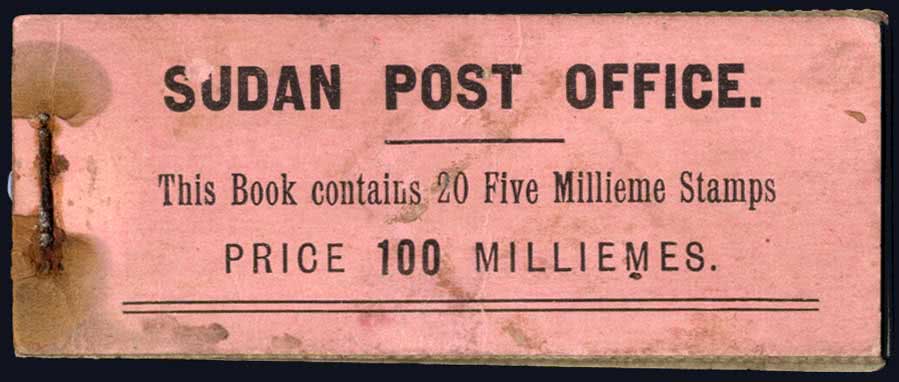 SUDAN POST OFFICE.
This Book contains 20 Five Millieme Stamps
PRICE 100 MILLIEMES.